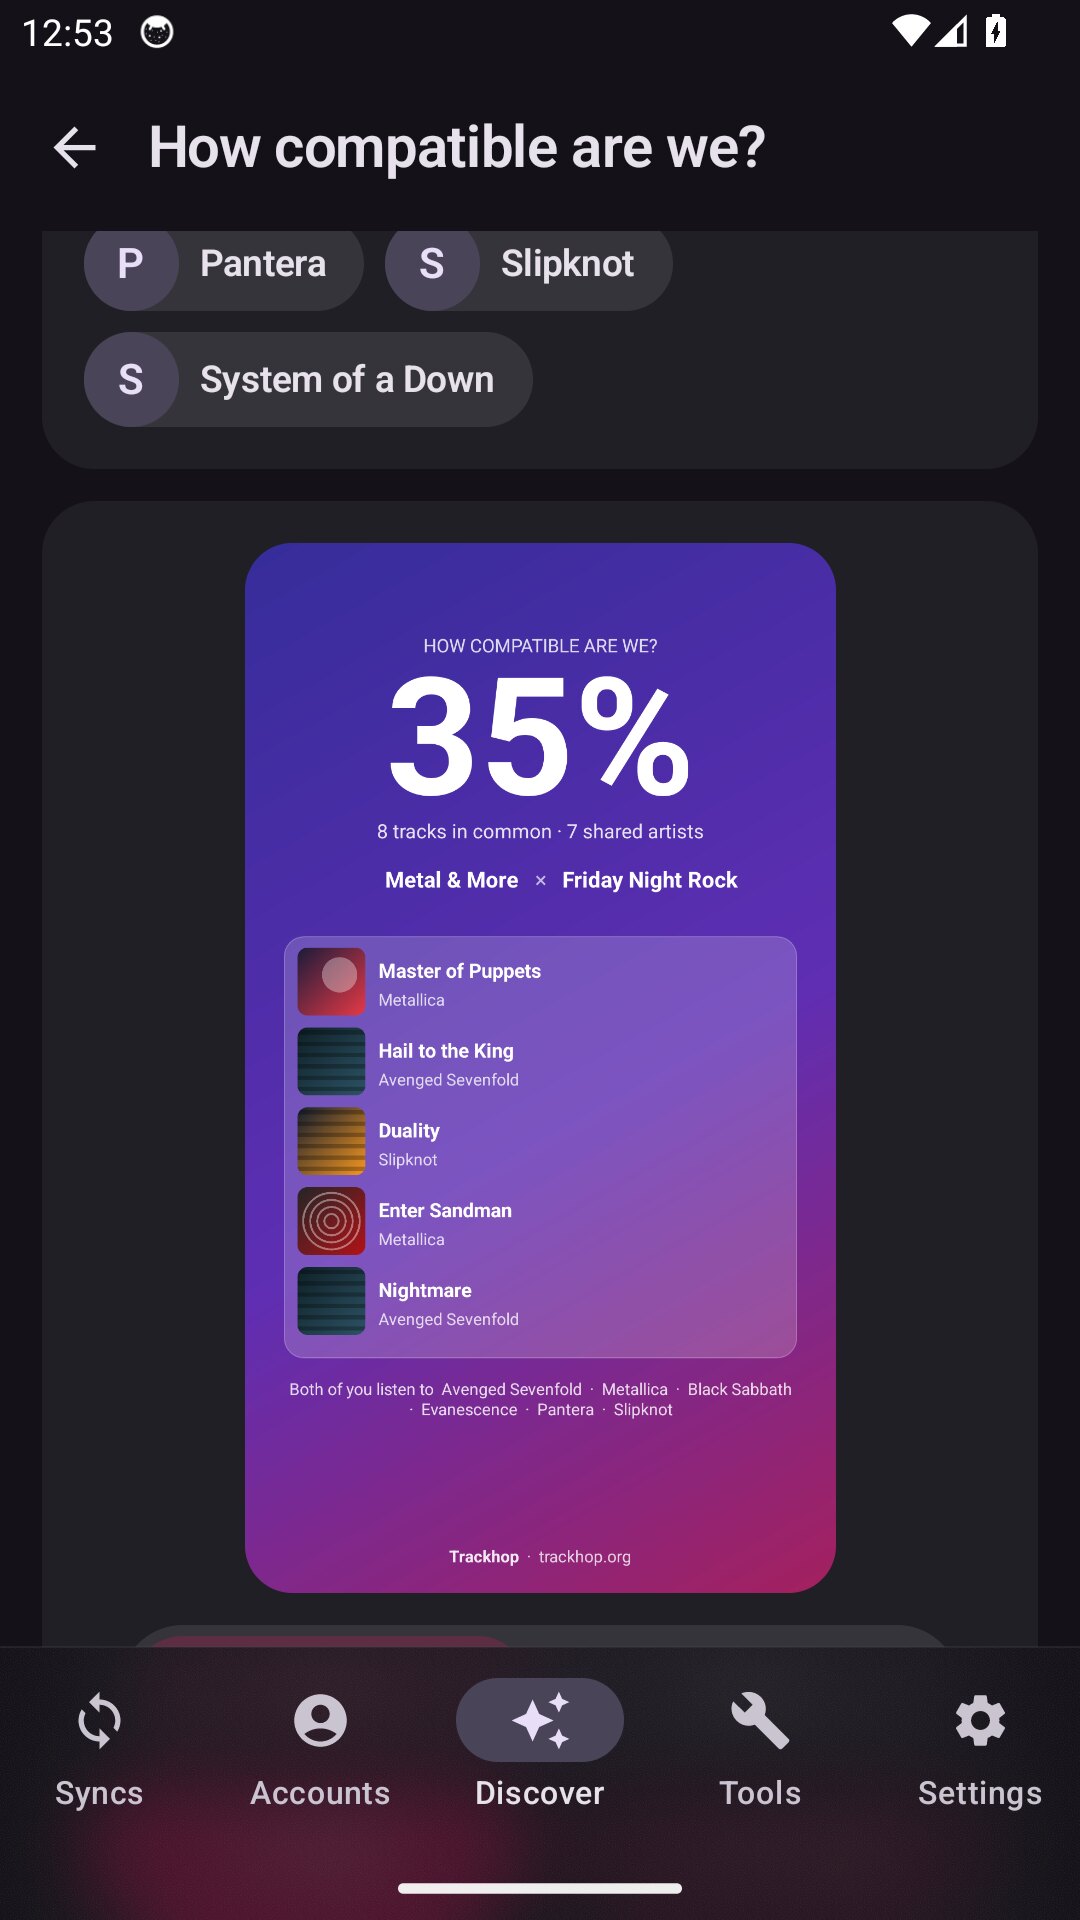 12:53
How compatible are we?
P Pantera S Slipknot
S System of a Down
HOW COMPATIBLE ARE WE?
35%
8 tracks in common · 7 shared artists
Metal & More × Friday Night Rock
Master of Puppets
Metallica
Hail to the King
Avenged Sevenfold
Duality
Slipknot
Enter Sandman
Metallica
Nightmare
Avenged Sevenfold
Both of you listen to Avenged Sevenfold · Metallica · Black Sabbath
· Evanescence · Pantera · Slipknot
Trackhop · trackhop.org
Syncs Accounts Discover Tools Settings